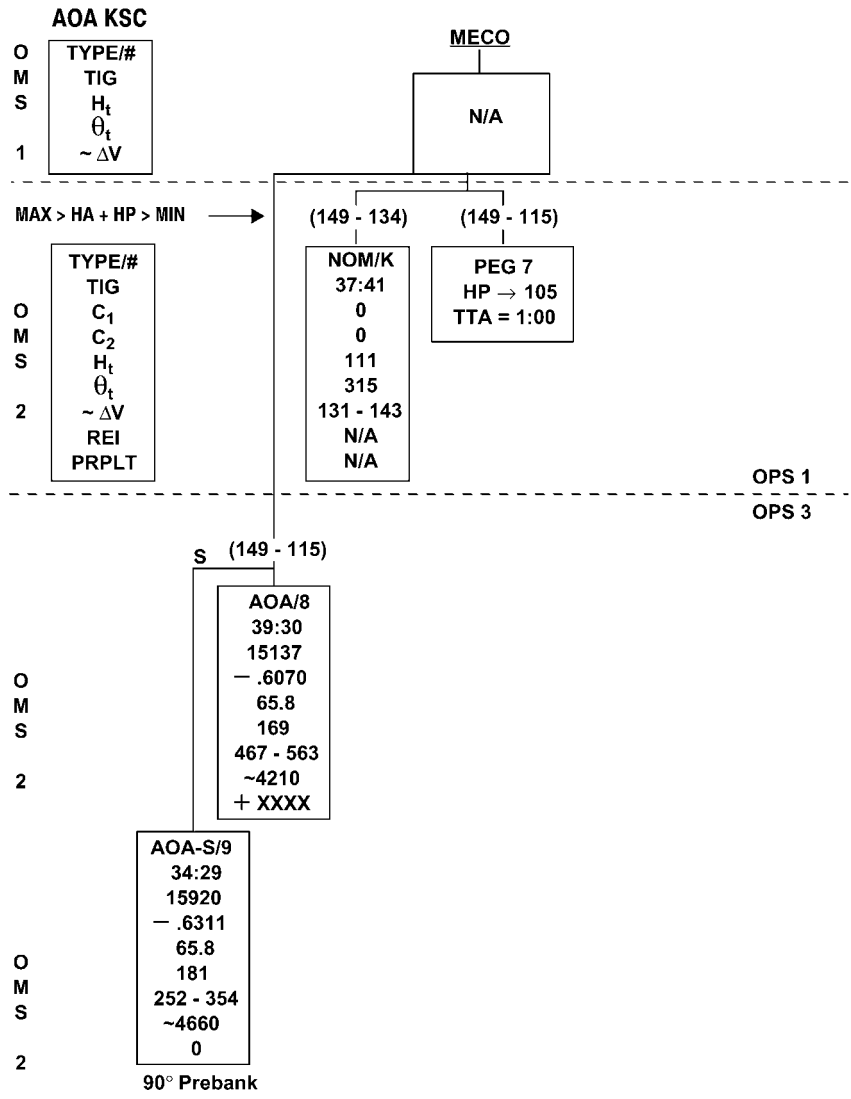 AOA KSC
O
M
S
1
TYPE/#
TIG
Ht
θt
~ ΔV
MECO
N/A
MAX > HA + HP > MIN
(149 - 134)
(149 - 115)
O
M
S
2
TYPE/#
TIG
C1
C2
Ht
θt
~ ΔV
REI
PRPLT
NOM/K
37:41
0
0
111
315
131 - 143
N/A
N/A
PEG 7
HP → 105
TTA = 1:00
OPS 1
OPS 3
S
(149 - 115)
O
M
S
2
AOA/8
39:30
15137
– .6070
65.8
169
467 - 563
~4210
+ XXXX
O
M
S
2
AOA-S/9
34:29
15920
– .6311
65.8
181
252 - 354
~4660
0
90° Prebank